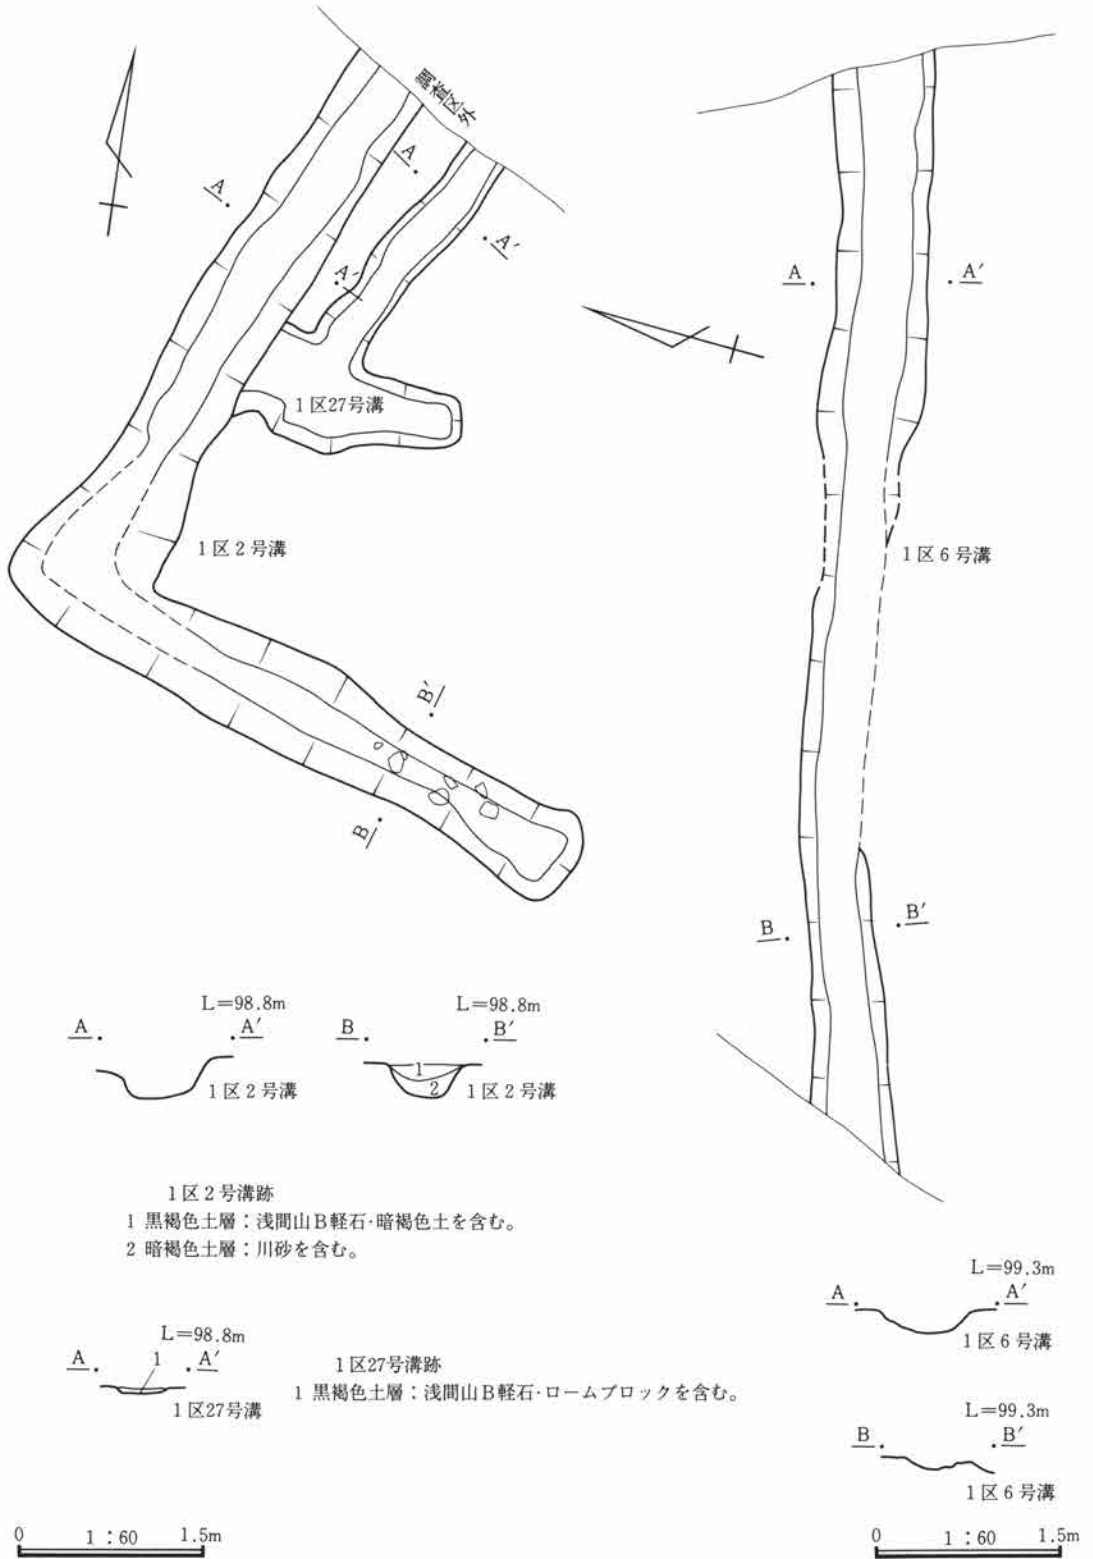 調査区外
A
A
A′
A′
1区27号溝
1区2号溝
B′
B
A
A′
1区6号溝
B
B′
L=98.8m
A
A′
1区2号溝
L=98.8m
B
B′
1
2
1区2号溝
1区2号溝跡
1 黒褐色土層：浅間山B軽石・暗褐色土を含む。
2 暗褐色土層：川砂を含む。
L=98.8m
A
1
A′
1区27号溝
1区27号溝跡
1 黒褐色土層：浅間山B軽石・ロームブロックを含む。
L=99.3m
A
A′
1区6号溝
L=99.3m
B
B′
1区6号溝
0 1：60 1.5m
0 1：60 1.5m